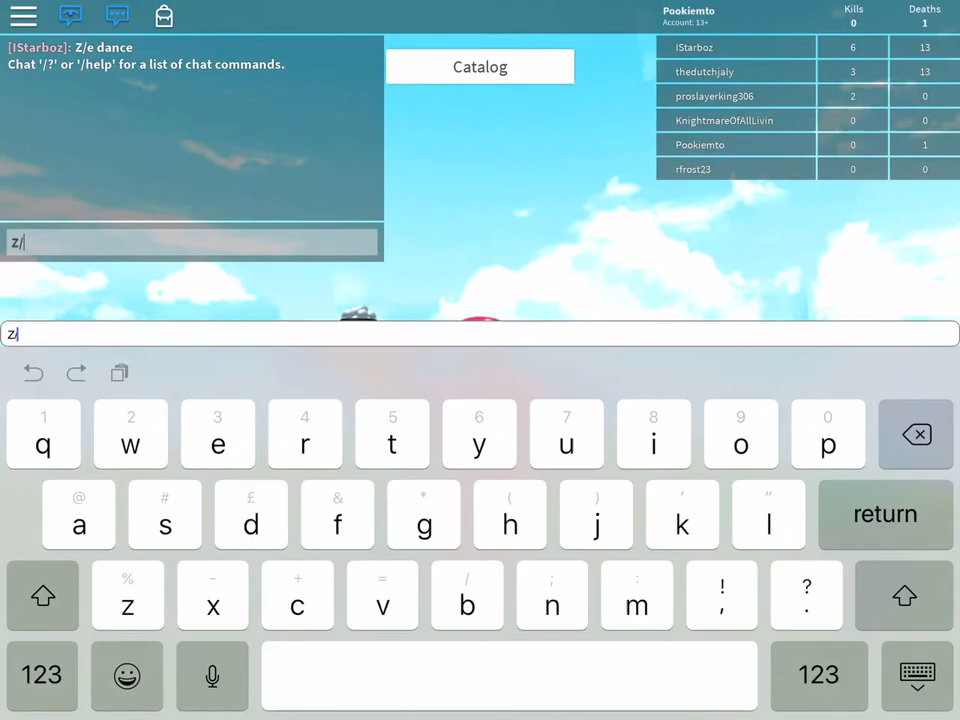 Pookiemto
Account: 13+
Kills
0
Deaths
1
[IStarboz]: Z/e dance
Chat '/?' or '/help' for a list of chat commands.
Catalog
IStarboz 6 13
thedutchjaly 3 13
proslayerking306 2 0
KnightmareOfAllLivin 0 0
Pookiemto 0 1
rfrost23 0 0
z/
z/
1 2 3 4 5 6 7 8 9 0
q w e r t y u i o p
@ # £ & * ( ) ' "
a s d f g h j k l return
% - + = / ; : ! ?
z x c v b n m , .
123 123